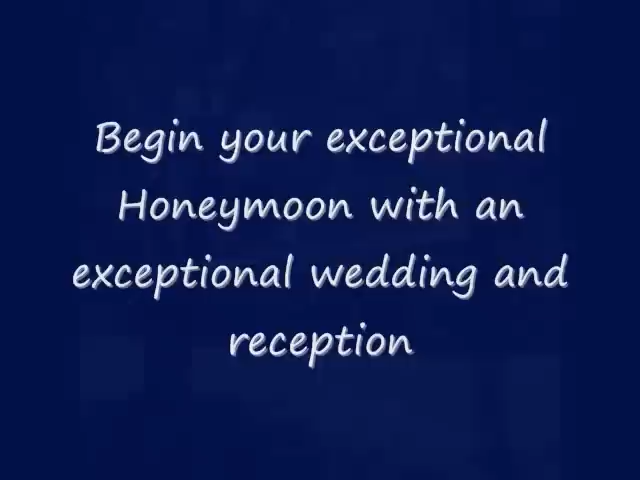 Begin your exceptional
Honeymoon with an
exceptional wedding and
reception